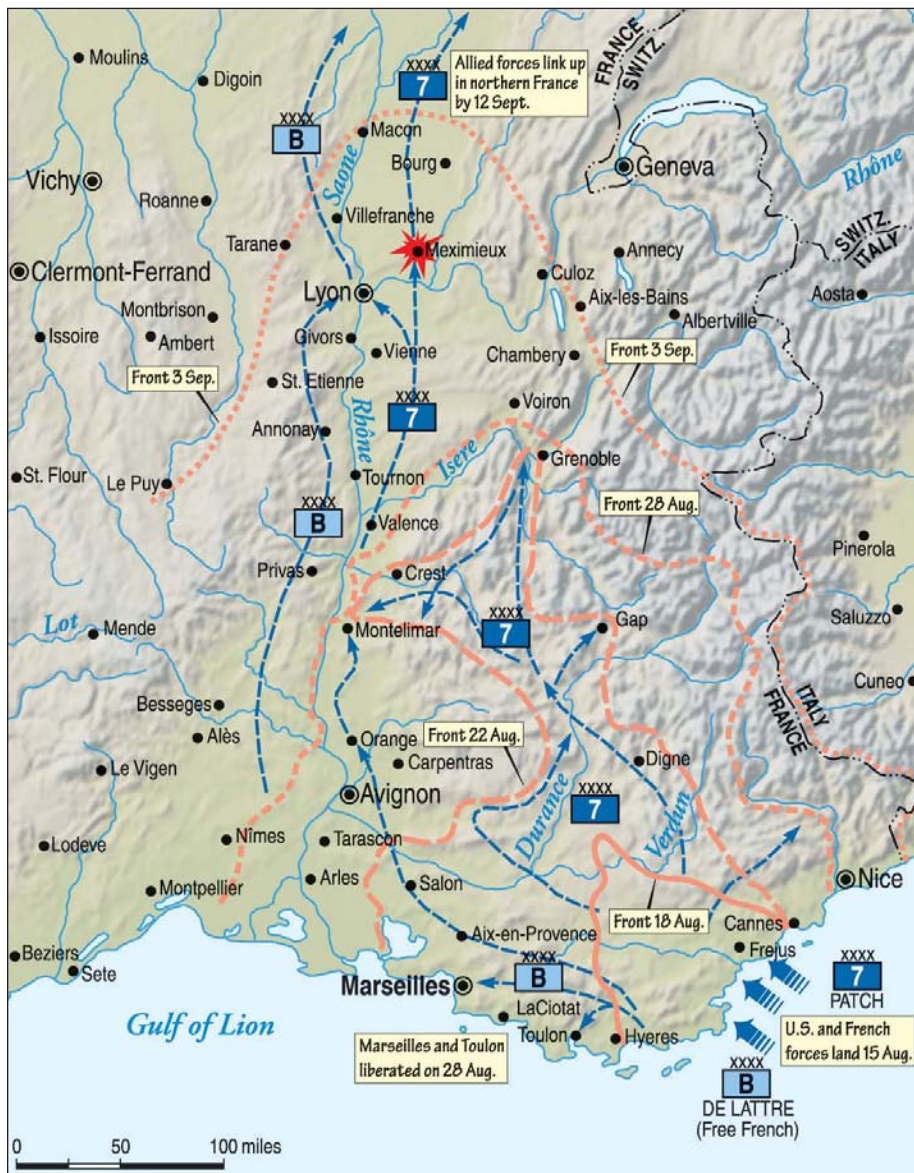 Moulins
Digoin
XXXX
7
Allied forces link up
in northern France
by 12 Sept.
FRANCE
SWITZ.
XXXX
B
Macon
Saone
Bourg
Geneva
Rhône
Vichy
Roanne
Villefranche
Tarane
Meximieux
Annecy
SWITZ.
ITALY
Clermont-Ferrand
Culoz
Aosta
Lyon
Aix-les-Bains
Albertville
Montbrison
Issoire
Ambert
Givors
Vienne
Chambery
Front 3 Sep.
Front 3 Sep.
St. Etienne
Rhône
XXXX
7
Voiron
Annonay
Isere
Grenoble
St. Flour
Le Puy
Tournon
XXXX
B
Front 28 Aug.
Valence
Pinerola
Privas
Crest
Lot
Mende
Montelimar
XXXX
7
Gap
Saluzzo
Cuneo
Besseges
ITALY
FRANCE
Alès
Orange
Front 22 Aug.
Carpentras
Digne
Le Vigen
Avignon
Durance
XXXX
7
Verdun
Lodeve
Nîmes
Tarascon
Arles
Salon
Nice
Montpellier
Front 18 Aug.
Cannes
Frejus
Beziers
Sete
Aix-en-Provence
XXXX
B
XXXX
7
PATCH
Marseilles
LaCiotat
Toulon
Hyeres
Gulf of Lion
Marseilles and Toulon
liberated on 28 Aug.
U.S. and French
forces land 15 Aug.
XXXX
B
DE LATTRE
(Free French)
0 50 100 miles